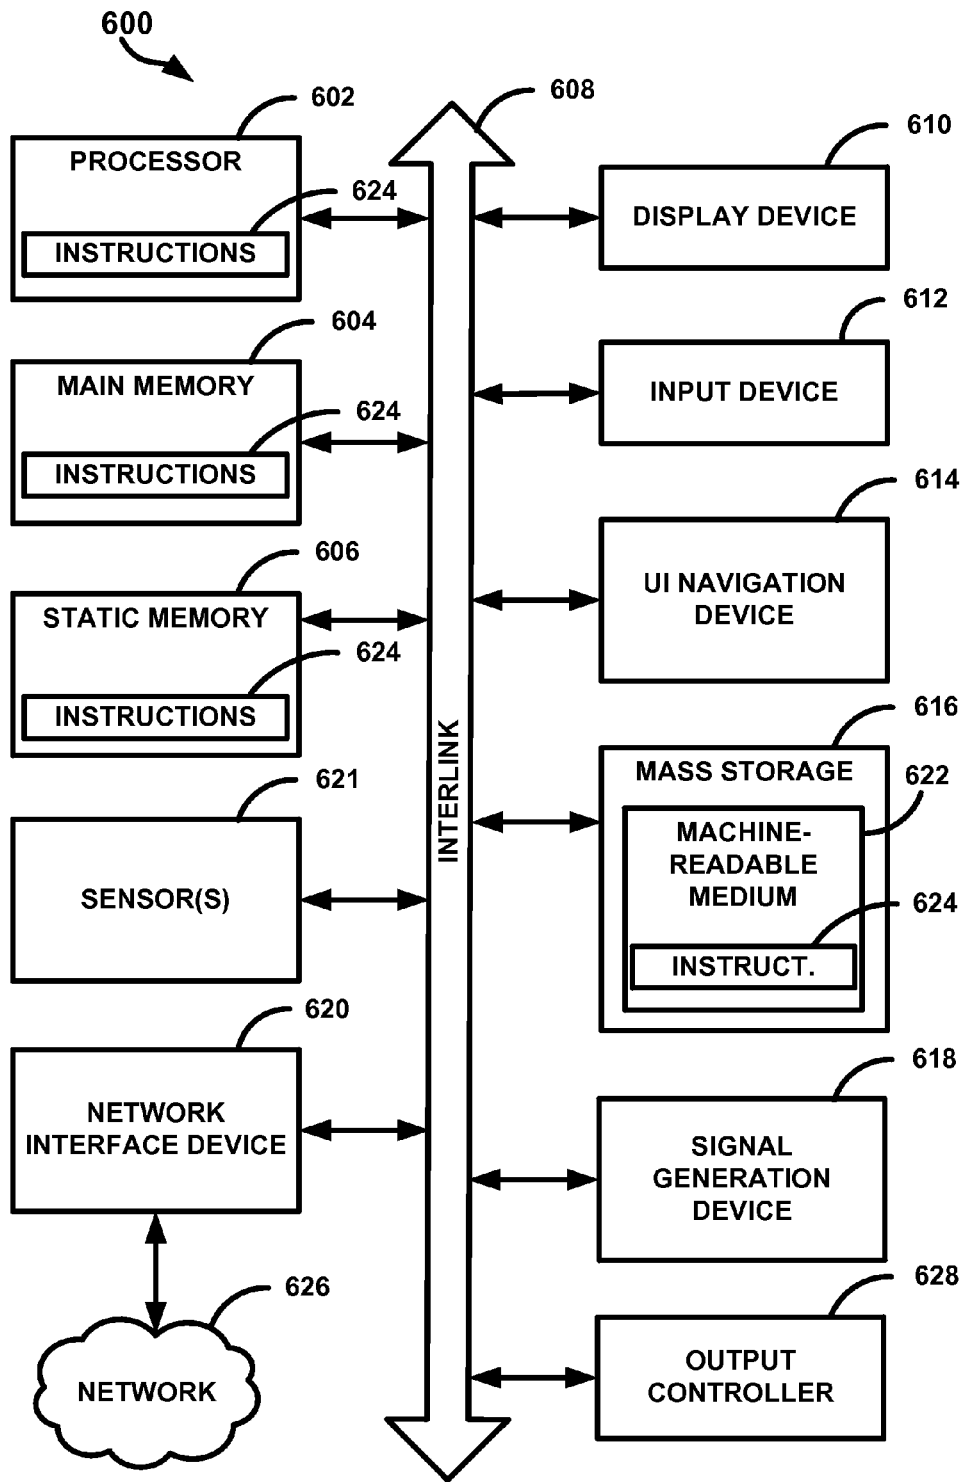 600
602
PROCESSOR
624
INSTRUCTIONS
604
MAIN MEMORY
624
INSTRUCTIONS
606
STATIC MEMORY
624
INSTRUCTIONS
621
SENSOR(S)
620
NETWORK
INTERFACE DEVICE
626
NETWORK
608
INTERLINK
610
DISPLAY DEVICE
612
INPUT DEVICE
614
UI NAVIGATION
DEVICE
616
MASS STORAGE
622
MACHINE-
READABLE
MEDIUM
624
INSTRUCT.
618
SIGNAL
GENERATION
DEVICE
628
OUTPUT
CONTROLLER